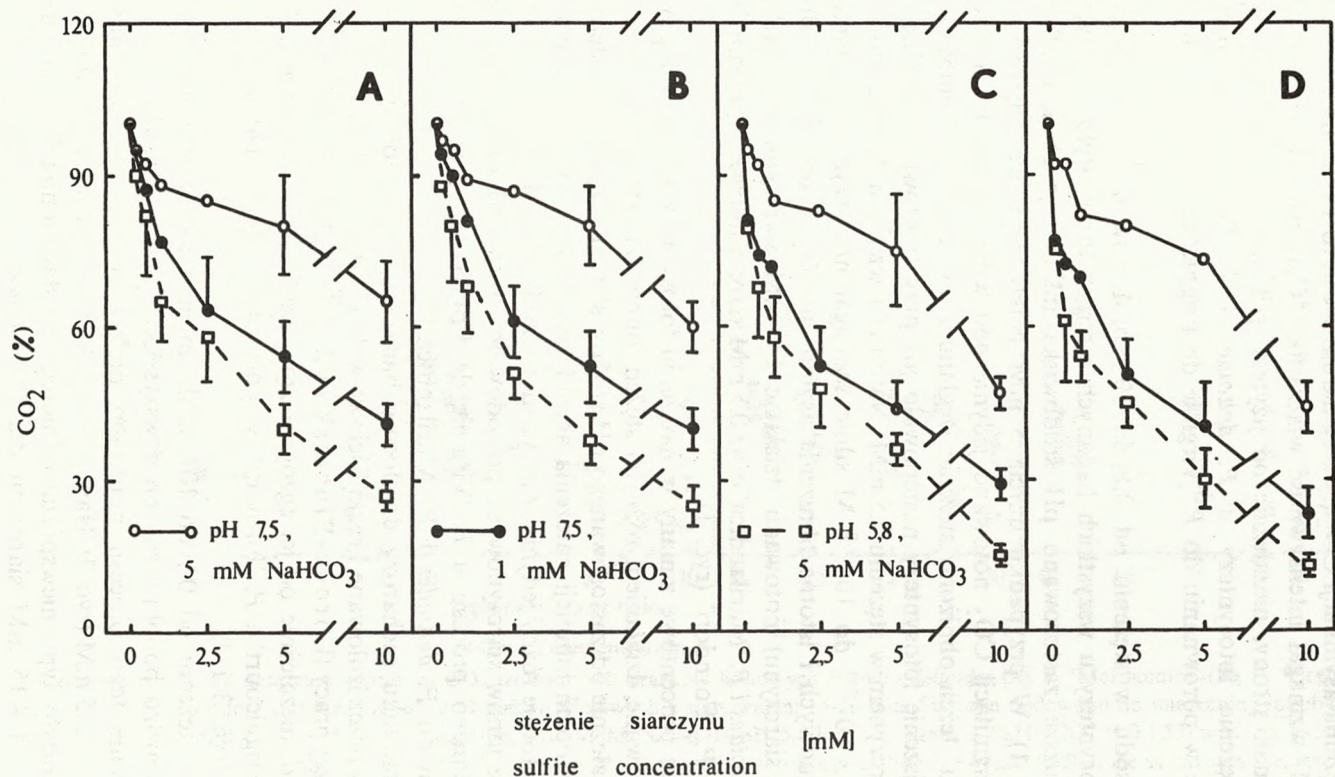 120
90
60
30
0
CO2 (%)
A
B
C
D
pH 7,5,
5 mM NaHCO3
pH 7,5,
1 mM NaHCO3
pH 5,8,
5 mM NaHCO3
0 2,5 5 10
0 2,5 5 10
0 2,5 5 10
0 2,5 5 10
stężenie siarczynu
sulfite concentration
[mM]